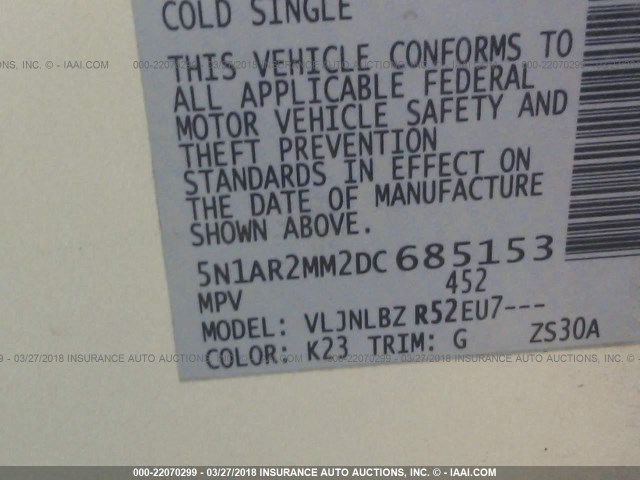 COLD SINGLE
THIS VEHICLE CONFORMS TO
ALL APPLICABLE FEDERAL
MOTOR VEHICLE SAFETY AND
THEFT PREVENTION
STANDARDS IN EFFECT ON
THE DATE OF MANUFACTURE
SHOWN ABOVE.
5N1AR2MM2DC685153
MPV 452
MODEL: VLJNLBZ R52EU7---
COLOR: K23 TRIM: G ZS30A
000-22070299 - 03/27/2018 INSURANCE AUTO AUCTIONS, INC. - IAAI.COM